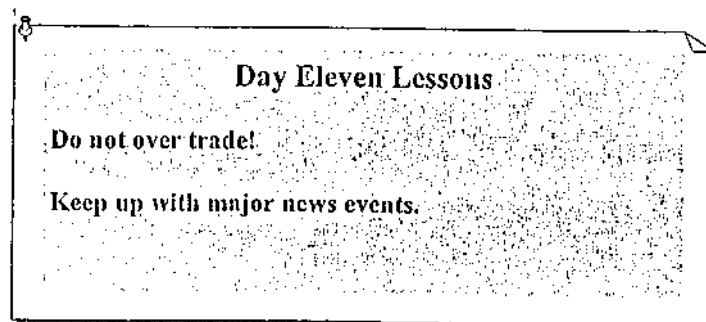 Day Eleven Lessons
Do not over trade!
Keep up with major news events.